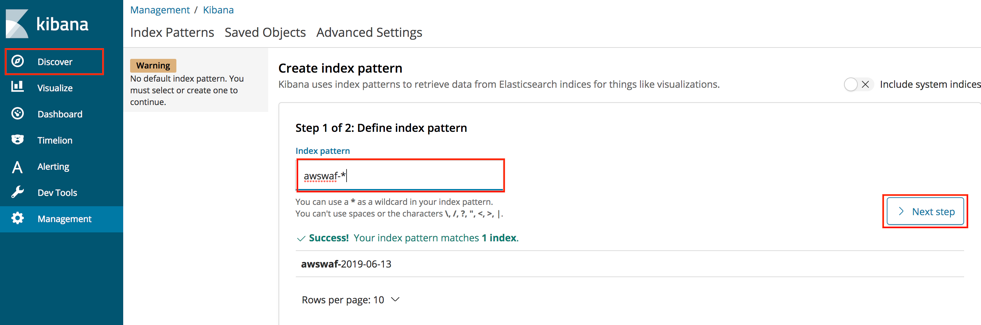 kibana
Discover
Visualize
Dashboard
Timelion
Alerting
Dev Tools
Management
Management / Kibana
Index Patterns Saved Objects Advanced Settings
Warning
No default index pattern. You
must select or create one to
continue.
Create index pattern
Kibana uses index patterns to retrieve data from Elasticsearch indices for things like visualizations.
Include system indices
Step 1 of 2: Define index pattern
Index pattern
awswaf-*
You can use a * as a wildcard in your index pattern.
You can't use spaces or the characters \, /, ?, ", <, >, |.
Next step
Success! Your index pattern matches 1 index.
awswaf-2019-06-13
Rows per page: 10